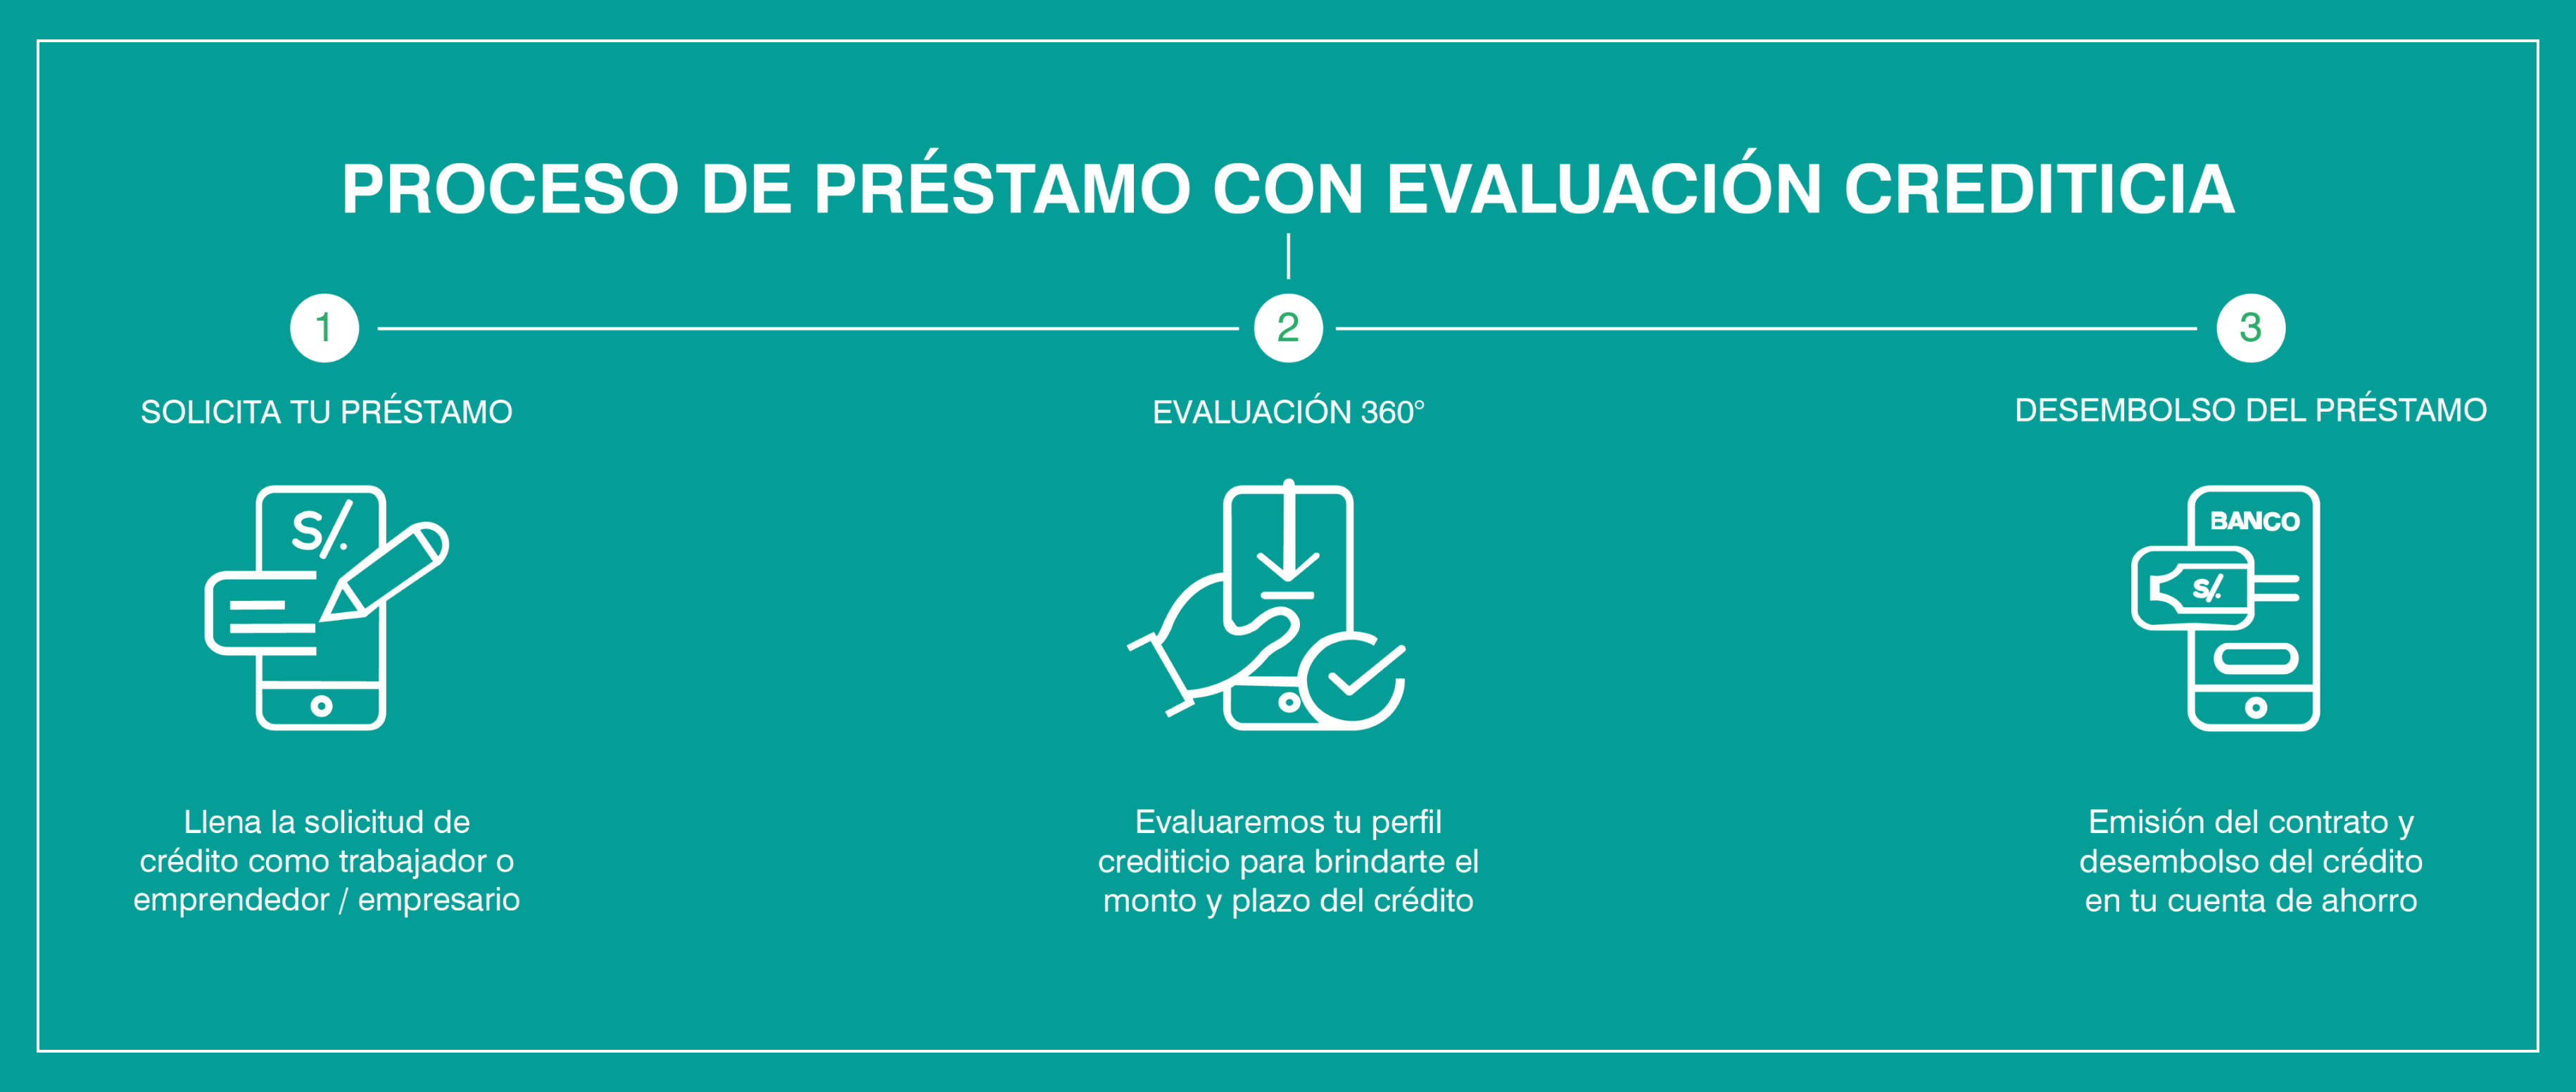 PROCESO DE PRÉSTAMO CON EVALUACIÓN CREDITICIA
1
SOLICITA TU PRÉSTAMO
S/.
Llena la solicitud de
crédito como trabajador o
emprendedor / empresario
2
EVALUACIÓN 360°
Evaluaremos tu perfil
crediticio para brindarte el
monto y plazo del crédito
3
DESEMBOLSO DEL PRÉSTAMO
BANCO
S/.
Emisión del contrato y
desembolso del crédito
en tu cuenta de ahorro